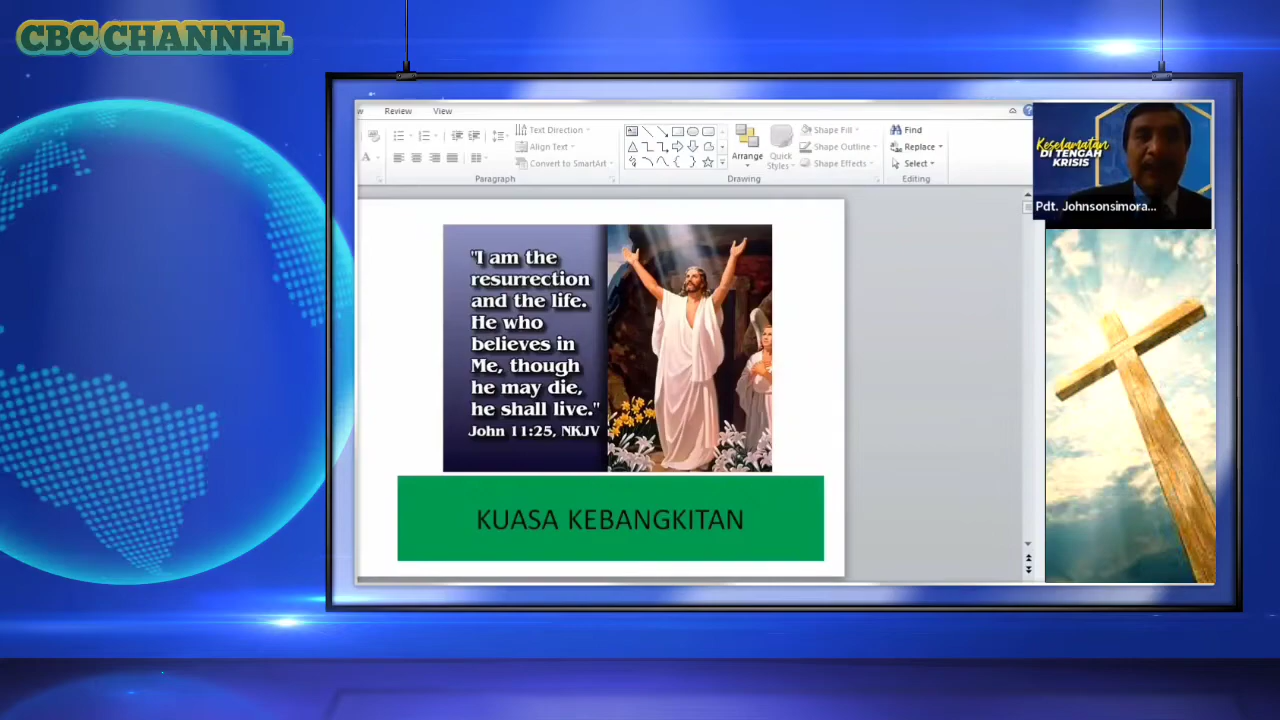 CBC CHANNEL
Review View
Text Direction
Align Text
Convert to SmartArt
Paragraph
Arrange
Quick
Styles
Shape Fill
Shape Outline
Shape Effects
Drawing
Find
Replace
Select
Editing
Keselamatan
DI TENGAH
KRISIS
Pdt. Johnsonsimora...
"I am the
resurrection
and the life.
He who
believes in
Me, though
he may die,
he shall live."
John 11:25, NKJV
KUASA KEBANGKITAN